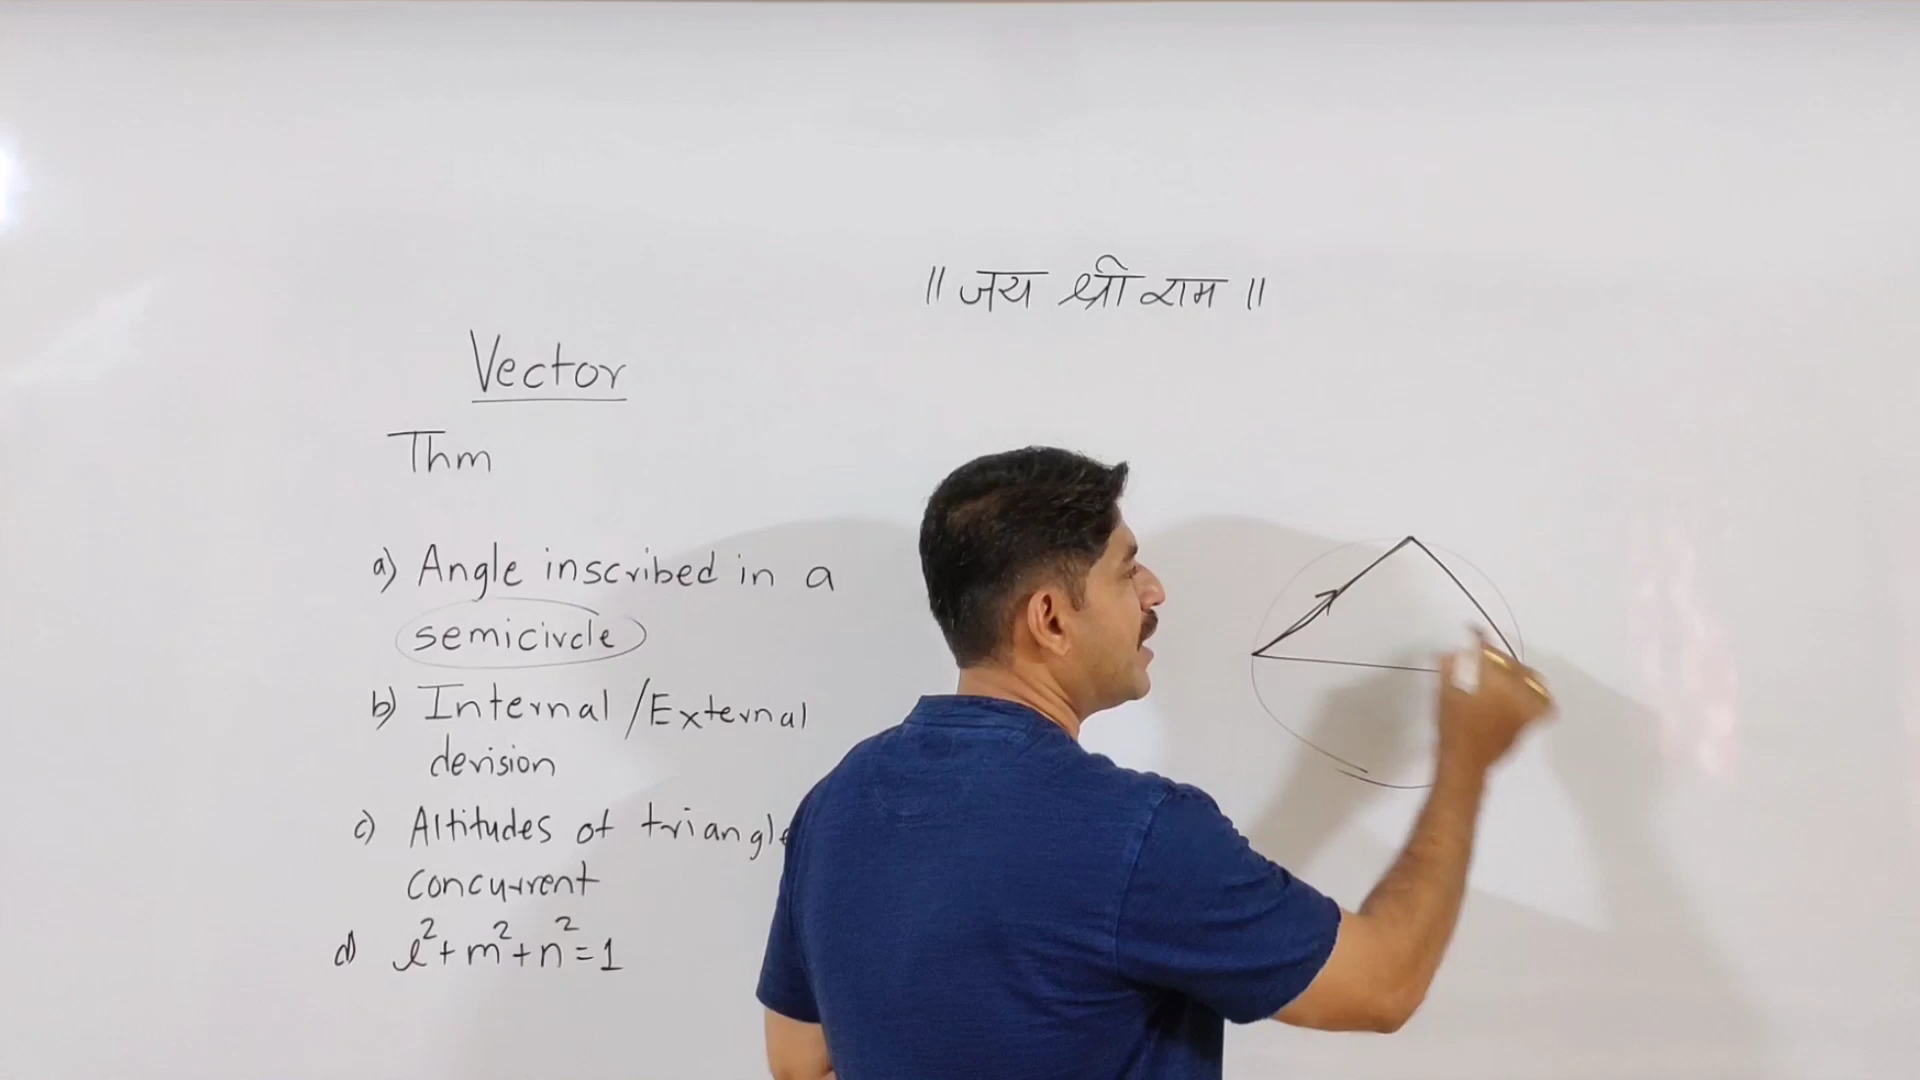 ॥ जय श्री राम ॥
Vector
Thm
a) Angle inscribed in a
semicircle
b) Internal / External
devision
c) Altitudes of triangle
concurrent
d) l²+m²+n²=1